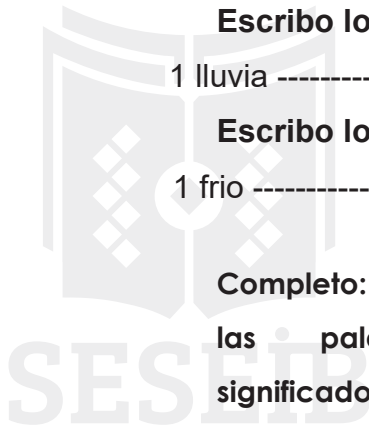 Escribo lo
1 lluvia ----------
Escribo lo
1 frio -----------
Completo:
las pal
significado
SESEIB